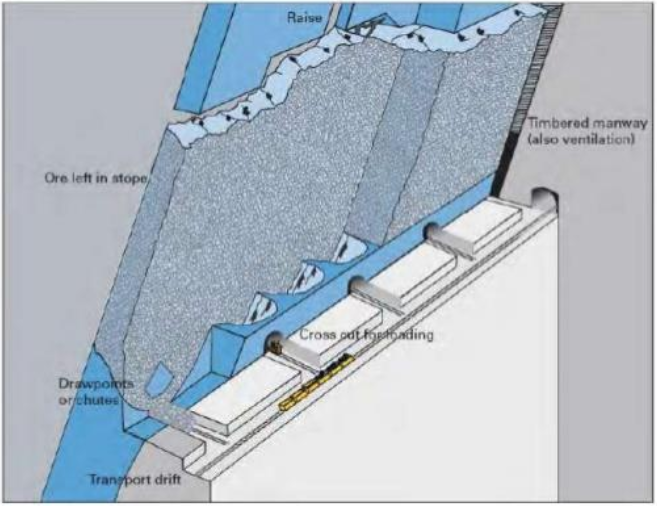 Raise
Timbered manway
(also ventilation)
Ore left in stope
Cross cut for loading
Drawpoints
or chutes
Transport drift